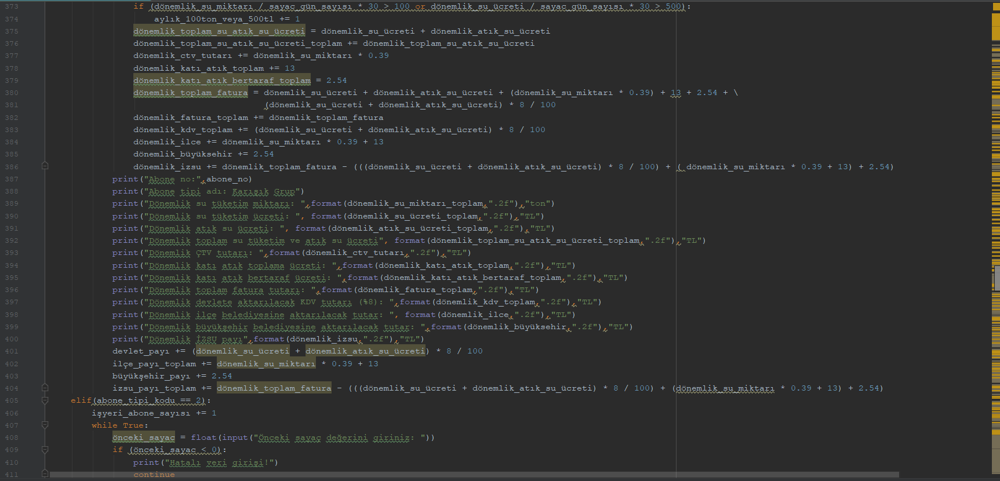 373 if (dönemlik_su_miktarı / sayac_gün_sayısı * 30 > 100 or dönemlik_su_ücreti / sayac_gün_sayısı * 30 > 500):
374 aylık_100ton_veya_500tl += 1
375 dönemlik_toplam_su_atık_su_ücreti = dönemlik_su_ücreti + dönemlik_atık_su_ücreti
376 dönemlik_toplam_su_atık_su_ücreti_toplam += dönemlik_toplam_su_atık_su_ücreti
377 dönemlik_ctv_tutarı += dönemlik_su_miktarı * 0.39
378 dönemlik_katı_atık_toplam += 13
379 dönemlik_katı_atık_bertaraf_toplam = 2.54
380 dönemlik_toplam_fatura = dönemlik_su_ücreti + dönemlik_atık_su_ücreti + (dönemlik_su_miktarı * 0.39) + 13 + 2.54 + \
381 (dönemlik_su_ücreti + dönemlik_atık_su_ücreti) * 8 / 100
382 dönemlik_fatura_toplam += dönemlik_toplam_fatura
383 dönemlik_kdv_toplam += (dönemlik_su_ücreti + dönemlik_atık_su_ücreti) * 8 / 100
384 dönemlik_ilce += dönemlik_su_miktarı * 0.39 + 13
385 dönemlik_büyüksehir += 2.54
386 dönemlik_izsu += dönemlik_toplam_fatura - (((dönemlik_su_ücreti + dönemlik_atık_su_ücreti) * 8 / 100) + ( dönemlik_su_miktarı * 0.39 + 13) + 2.54)
387 print("Abone no:",abone_no)
388 print("Abone tipi adı: Karışık Grup")
389 print("Dönemlik su tüketim miktarı: ",format(dönemlik_su_miktarı_toplam,".2f"),"ton")
390 print("Dönemlik su tüketim ücreti: ", format(dönemlik_su_ücreti_toplam,".2f"),"TL")
391 print("Dönemlik atık su ücreti: ", format(dönemlik_atık_su_ücreti_toplam,".2f"),"TL")
392 print("Dönemlik toplam su tüketim ve atık su ücreti", format(dönemlik_toplam_su_atık_su_ücreti_toplam,".2f"),"TL")
393 print("Dönemlik ÇTV tutarı: ",format(dönemlik_ctv_tutarı,".2f"),"TL")
394 print("Dönemlik katı atık toplama ücreti: ",format(dönemlik_katı_atık_toplam,".2f"),"TL")
395 print("Dönemlik katı atık bertaraf ücreti: ",format(dönemlik_katı_atık_bertaraf_toplam,".2f"),"TL")
396 print("Dönemlik toplam fatura tutarı: ",format(dönemlik_fatura_toplam,".2f"),"TL")
397 print("Dönemlik devlete aktarılacak KDV tutarı (%8): ",format(dönemlik_kdv_toplam,".2f"),"TL")
398 print("Dönemlik ilçe belediyesine aktarılacak tutar: ", format(dönemlik_ilce,".2f"),"TL")
399 print("Dönemlik büyükşehir belediyesine aktarılacak tutar: ",format(dönemlik_büyüksehir,".2f"),"TL")
400 print("Dönemlik İZSU payı",format(dönemlik_izsu,".2f"),"TL")
401 devlet_payı += (dönemlik_su_ücreti + dönemlik_atık_su_ücreti) * 8 / 100
402 ilçe_payı_toplam += dönemlik_su_miktarı * 0.39 + 13
403 büyükşehir_payı += 2.54
404 izsu_payı_toplam += dönemlik_toplam_fatura - (((dönemlik_su_ücreti + dönemlik_atık_su_ücreti) * 8 / 100) + (dönemlik_su_miktarı * 0.39 + 13) + 2.54)
405 elif(abone_tipi_kodu == 2):
406 işyeri_abone_sayısı += 1
407 while True:
408 önceki_sayac = float(input("Önceki sayaç değerini giriniz: "))
409 if (önceki_sayac < 0):
410 print("Hatalı veri girişi!")
411 continue